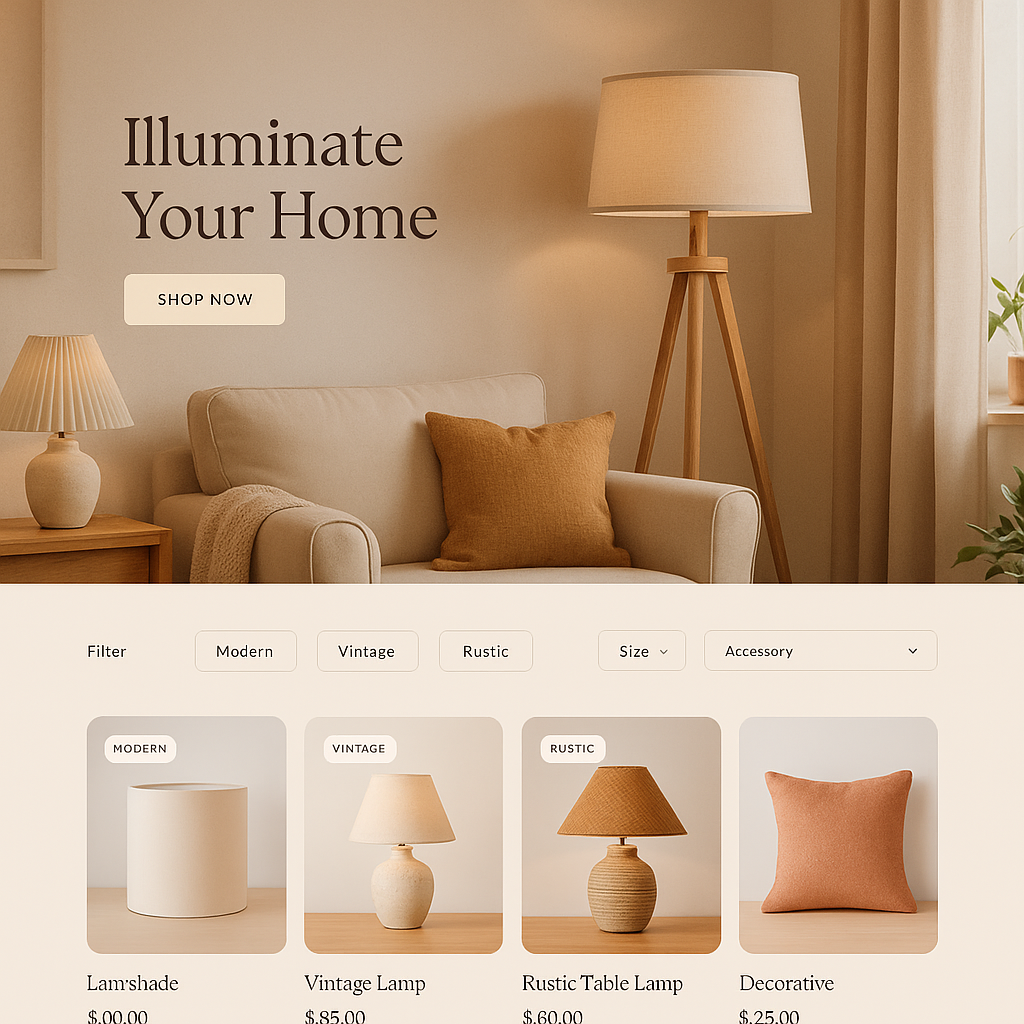 Illuminate
Your Home
SHOP NOW
Filter
Modern
Vintage
Rustic
Size
Accessory
MODERN
VINTAGE
RUSTIC
Lam'shade
Vintage Lamp
Rustic Table Lamp
Decorative
$.00.00
$.85.00
$.60.00
$.25.00